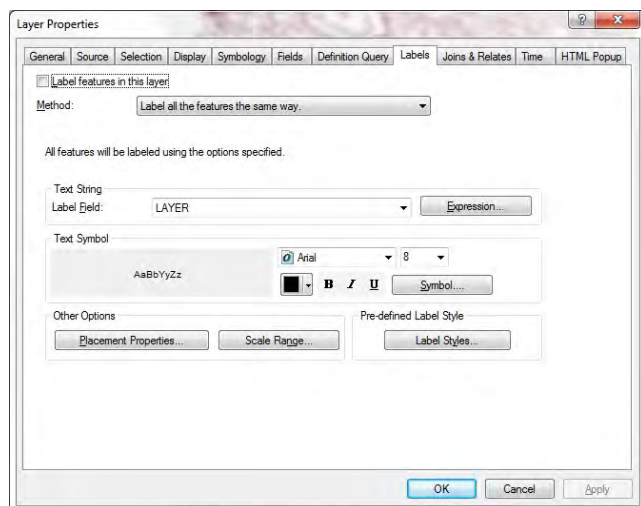 Layer Properties
General Source Selection Display Symbology Fields Definition Query Labels Joins & Relates Time HTML Popup
Label features in this layer
Method: Label all the features the same way.
All features will be labeled using the options specified.
Text String
Label Field: LAYER Expression...
Text Symbol
AaBbYyZz
O Arial 8
B I U Symbol...
Other Options Pre-defined Label Style
Placement Properties... Scale Range... Label Styles...
OK Cancel Apply